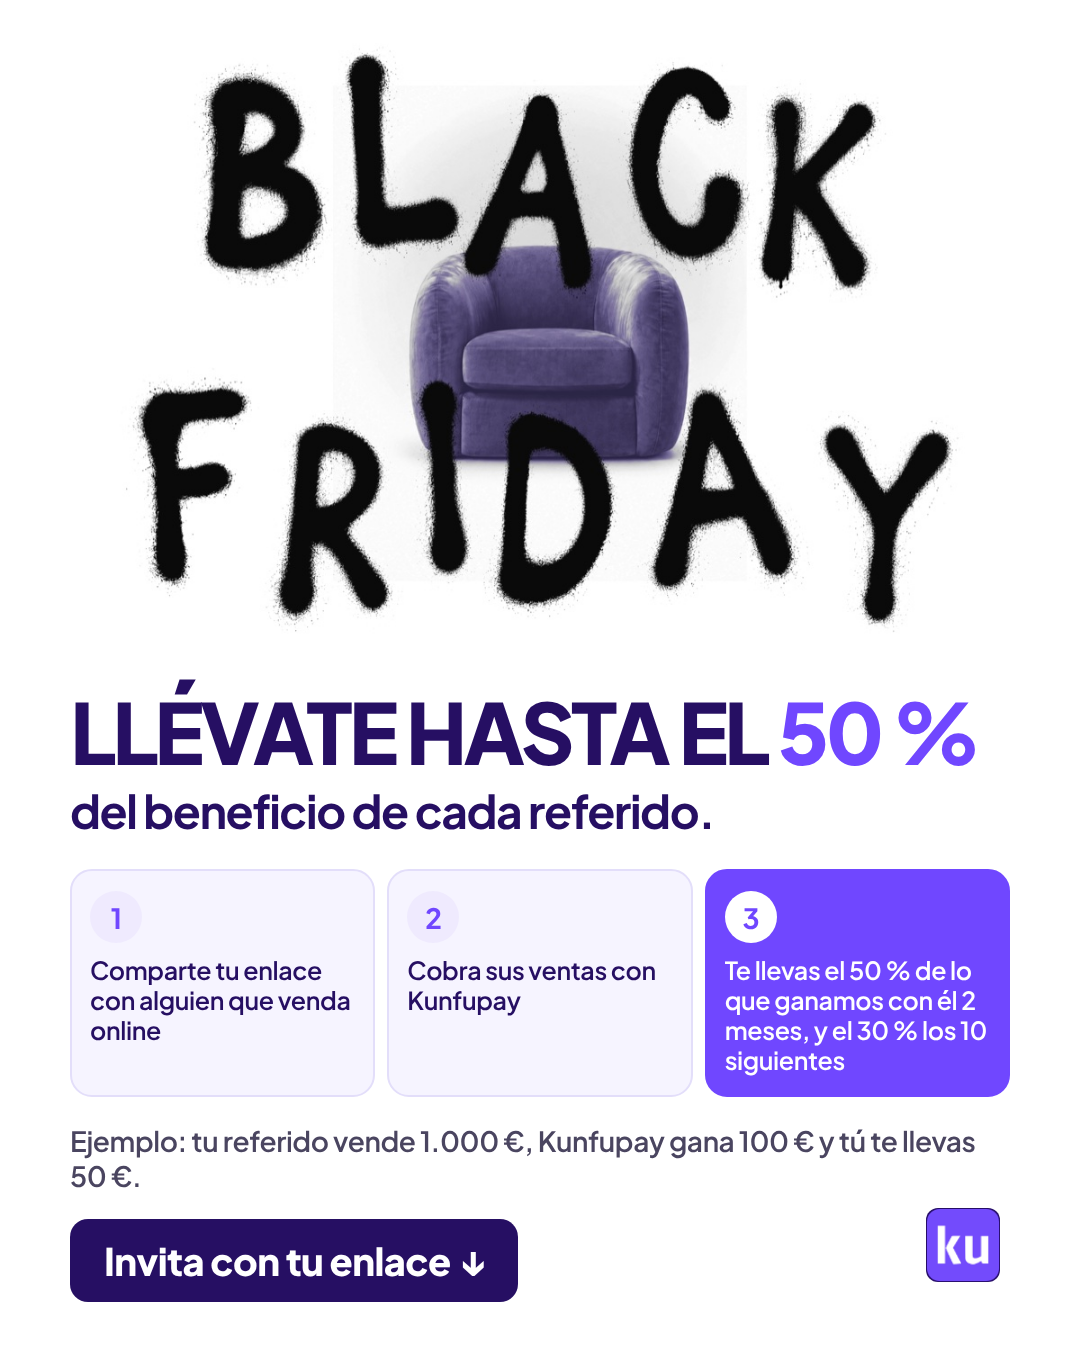 BLACK
FRIDAY
LLÉVATE HASTA EL 50 %
del beneficio de cada referido.
1
Comparte tu enlace
con alguien que venda
online
2
Cobra sus ventas con
Kunfupay
3
Te llevas el 50 % de lo
que ganamos con él 2
meses, y el 30 % los 10
siguientes
Ejemplo: tu referido vende 1.000 €, Kunfupay gana 100 € y tú te llevas
50 €.
Invita con tu enlace ↓
ku